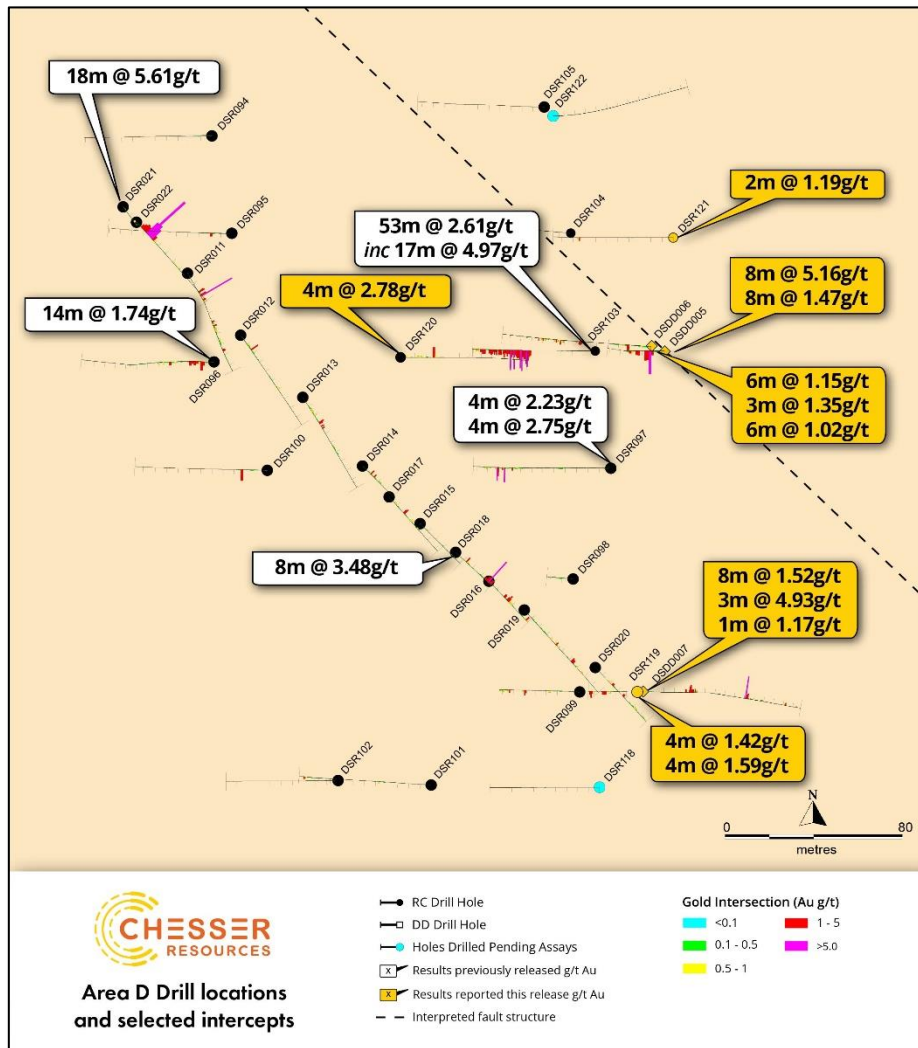 18m @ 5.61g/t
DSR094
DSR105
DSR122
DSR021
DSR022
DSR095
DSR011
2m @ 1.19g/t
DSR104
DSR121
53m @ 2.61g/t
inc 17m @ 4.97g/t
4m @ 2.78g/t
8m @ 5.16g/t
8m @ 1.47g/t
14m @ 1.74g/t
DSR012
DSR096
DSR120
DSR103
DSDD006
DSDD005
DSR013
6m @ 1.15g/t
3m @ 1.35g/t
6m @ 1.02g/t
4m @ 2.23g/t
4m @ 2.75g/t
DSR100
DSR014
DSR017
DSR015
DSR097
DSR018
8m @ 3.48g/t
DSR016
DSR098
DSR019
8m @ 1.52g/t
3m @ 4.93g/t
1m @ 1.17g/t
DSR020
DSR119
DSDD007
DSR099
4m @ 1.42g/t
4m @ 1.59g/t
DSR102
DSR101
DSR118
N
0
80
metres
CHESSER
RESOURCES
Area D Drill locations
and selected intercepts
RC Drill Hole
DD Drill Hole
Holes Drilled Pending Assays
x Results previously released g/t Au
x Results reported this release g/t Au
Interpreted fault structure
Gold Intersection (Au g/t)
<0.1
0.1 - 0.5
0.5 - 1
1 - 5
>5.0